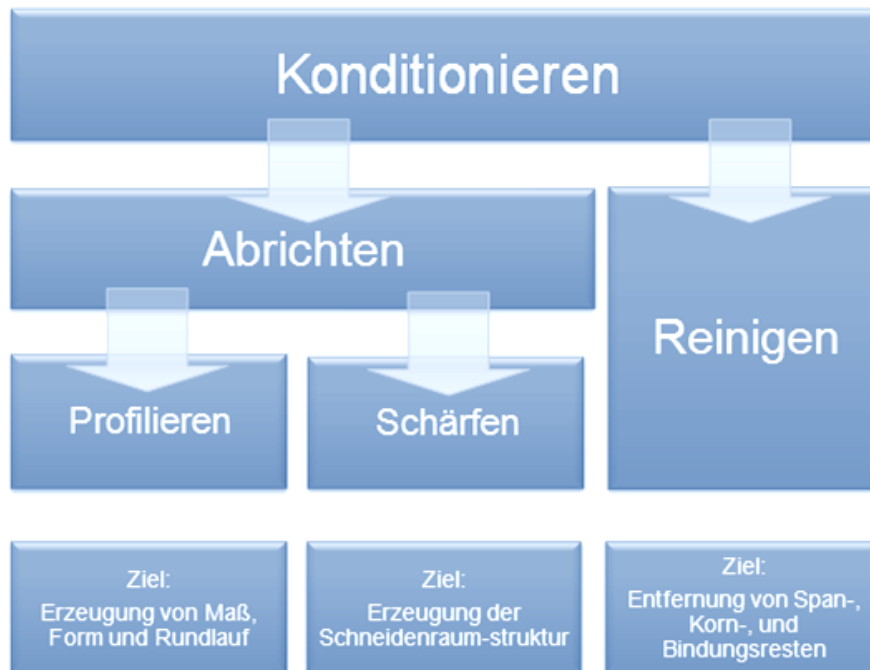 Konditionieren
Abrichten
Reinigen
Profilieren
Schärfen
Ziel:
Erzeugung von Maß,
Form und Rundlauf
Ziel:
Erzeugung der
Schneidenraum-struktur
Ziel:
Entfernung von Span-,
Korn-, und
Bindungsresten